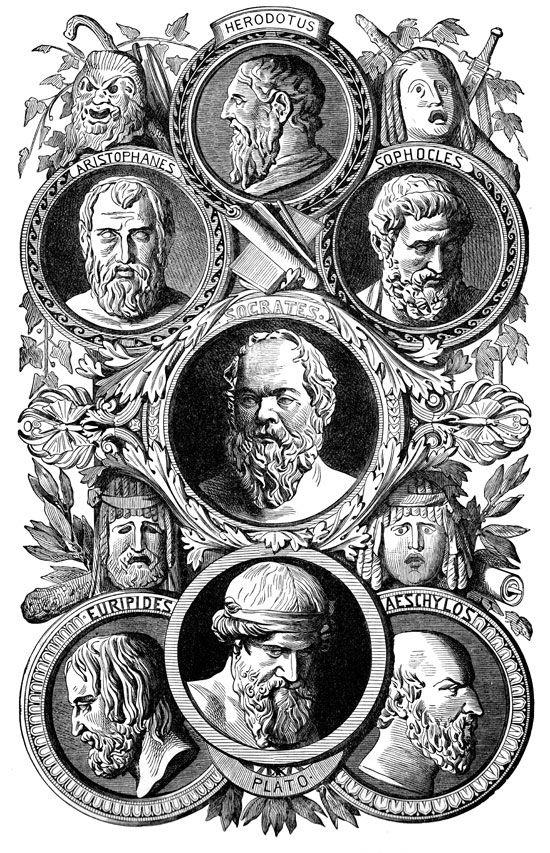 HERODOTUS
ARISTOPHANES
SOPHOCLES
SOCRATES.
EURIPIDES
AESCHYLOS
PLATO.